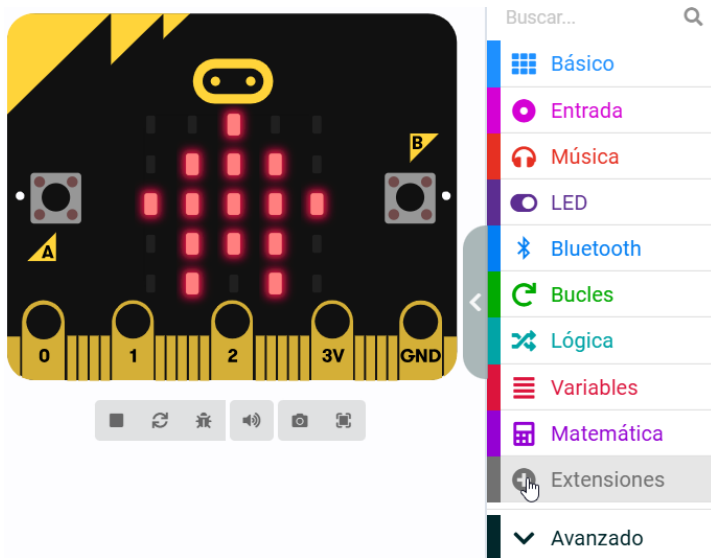 Buscar...
Básico
Entrada
Música
LED
Bluetooth
Bucles
Lógica
Variables
Matemática
Extensiones
Avanzado
B
A
0 1 2 3V GND